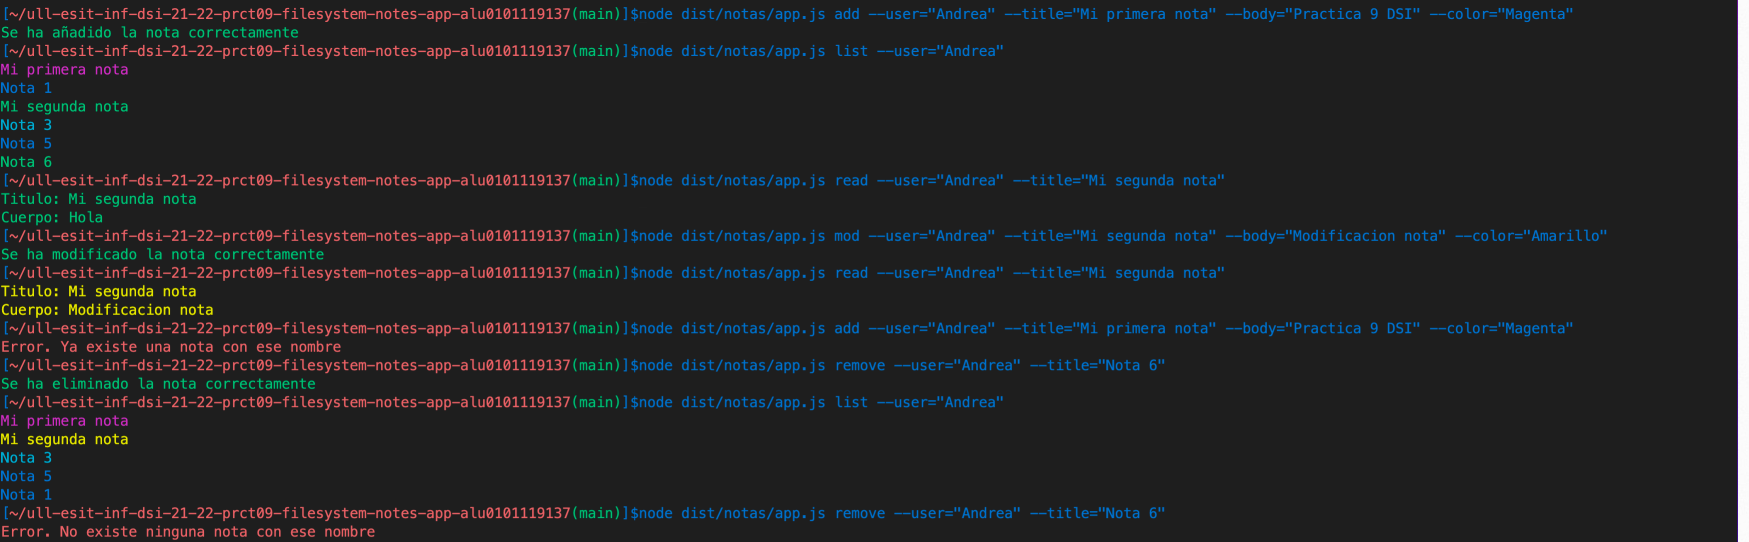 [~/ull-esit-inf-dsi-21-22-prct09-filesystem-notes-app-alu0101119137(main)]$node dist/notas/app.js add --user="Andrea" --title="Mi primera nota" --body="Practica 9 DSI" --color="Magenta"
Se ha añadido la nota correctamente
[~/ull-esit-inf-dsi-21-22-prct09-filesystem-notes-app-alu0101119137(main)]$node dist/notas/app.js list --user="Andrea"
Mi primera nota
Nota 1
Mi segunda nota
Nota 3
Nota 5
Nota 6
[~/ull-esit-inf-dsi-21-22-prct09-filesystem-notes-app-alu0101119137(main)]$node dist/notas/app.js read --user="Andrea" --title="Mi segunda nota"
Titulo: Mi segunda nota
Cuerpo: Hola
[~/ull-esit-inf-dsi-21-22-prct09-filesystem-notes-app-alu0101119137(main)]$node dist/notas/app.js mod --user="Andrea" --title="Mi segunda nota" --body="Modificacion nota" --color="Amarillo"
Se ha modificado la nota correctamente
[~/ull-esit-inf-dsi-21-22-prct09-filesystem-notes-app-alu0101119137(main)]$node dist/notas/app.js read --user="Andrea" --title="Mi segunda nota"
Titulo: Mi segunda nota
Cuerpo: Modificacion nota
[~/ull-esit-inf-dsi-21-22-prct09-filesystem-notes-app-alu0101119137(main)]$node dist/notas/app.js add --user="Andrea" --title="Mi primera nota" --body="Practica 9 DSI" --color="Magenta"
Error. Ya existe una nota con ese nombre
[~/ull-esit-inf-dsi-21-22-prct09-filesystem-notes-app-alu0101119137(main)]$node dist/notas/app.js remove --user="Andrea" --title="Nota 6"
Se ha eliminado la nota correctamente
[~/ull-esit-inf-dsi-21-22-prct09-filesystem-notes-app-alu0101119137(main)]$node dist/notas/app.js list --user="Andrea"
Mi primera nota
Mi segunda nota
Nota 3
Nota 5
Nota 1
[~/ull-esit-inf-dsi-21-22-prct09-filesystem-notes-app-alu0101119137(main)]$node dist/notas/app.js remove --user="Andrea" --title="Nota 6"
Error. No existe ninguna nota con ese nombre